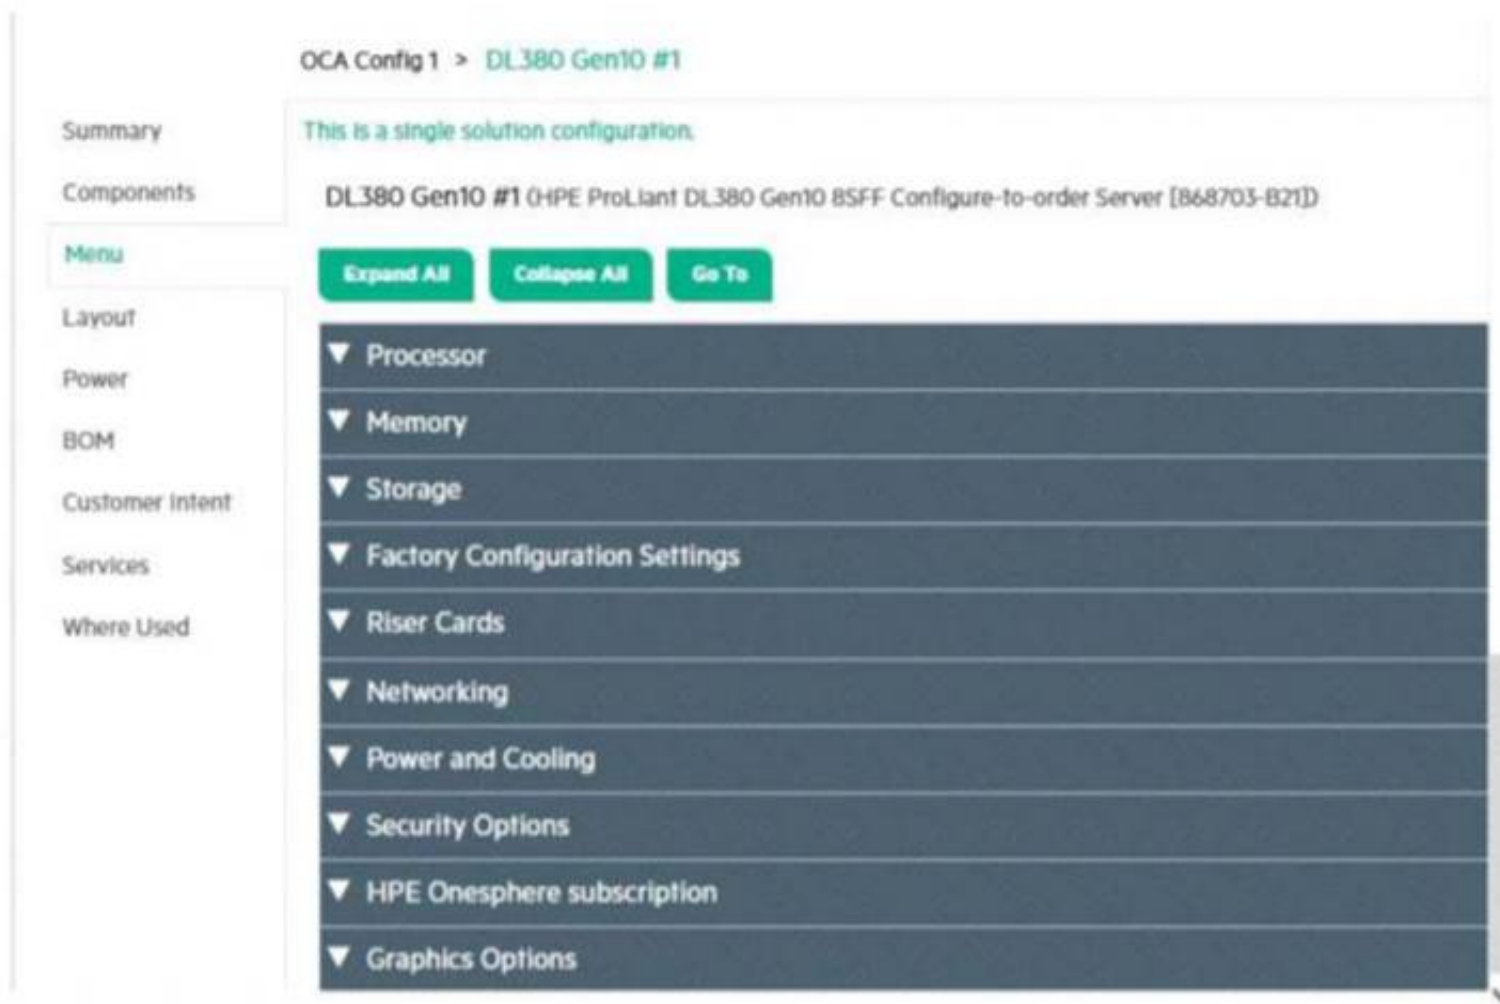 OCA Config 1 > DL380 Gen10 #1
Summary
This is a single solution configuration.
Components
DL380 Gen10 #1 (HPE ProLiant DL380 Gen10 8SFF Configure-to-order Server [868703-B21])
Menu
Expand All
Collapse All
Go To
Layout
Power
BOM
Customer Intent
Services
Where Used
Processor
Memory
Storage
Factory Configuration Settings
Riser Cards
Networking
Power and Cooling
Security Options
HPE Onesphere subscription
Graphics Options